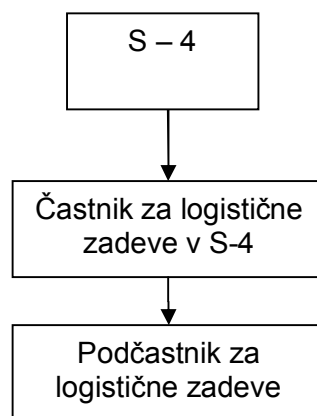 S – 4
Častnik za logistične
zadeve v S-4
Podčastnik za
logistične zadeve